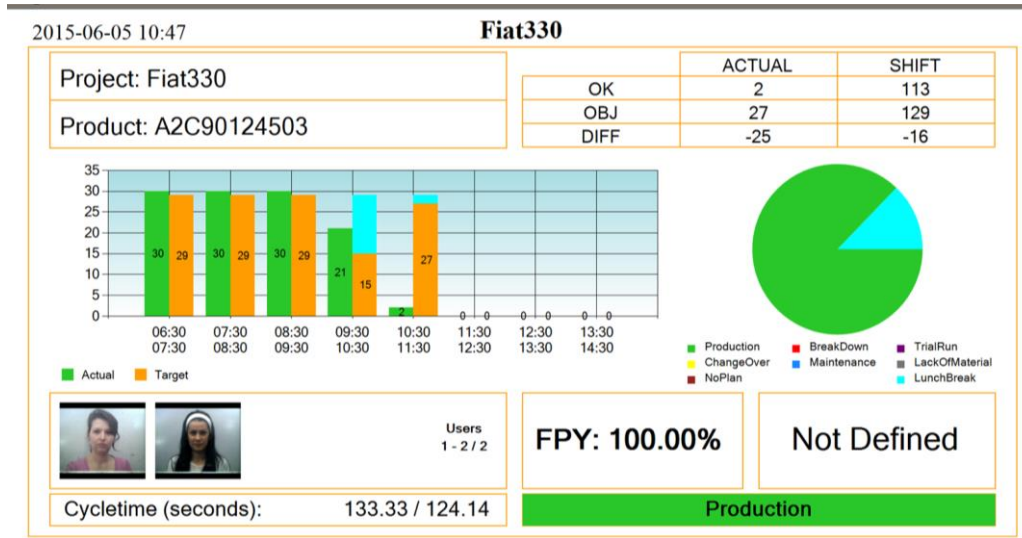 2015-06-05 10:47
Fiat330
Project: Fiat330
Product: A2C90124503
ACTUAL SHIFT
OK 2 113
OBJ 27 129
DIFF -25 -16
35
30
25
20
15
10
5
0
30 29 30 29 30 29 21 15 2 27 0 0 0 0 0 0
06:30 07:30 08:30 09:30 10:30 11:30 12:30 13:30
07:30 08:30 09:30 10:30 11:30 12:30 13:30 14:30
Actual Target
Production BreakDown TrialRun
ChangeOver Maintenance LackOfMaterial
NoPlan LunchBreak
Users
1 - 2 / 2
FPY: 100.00%
Not Defined
Cycletime (seconds): 133.33 / 124.14
Production